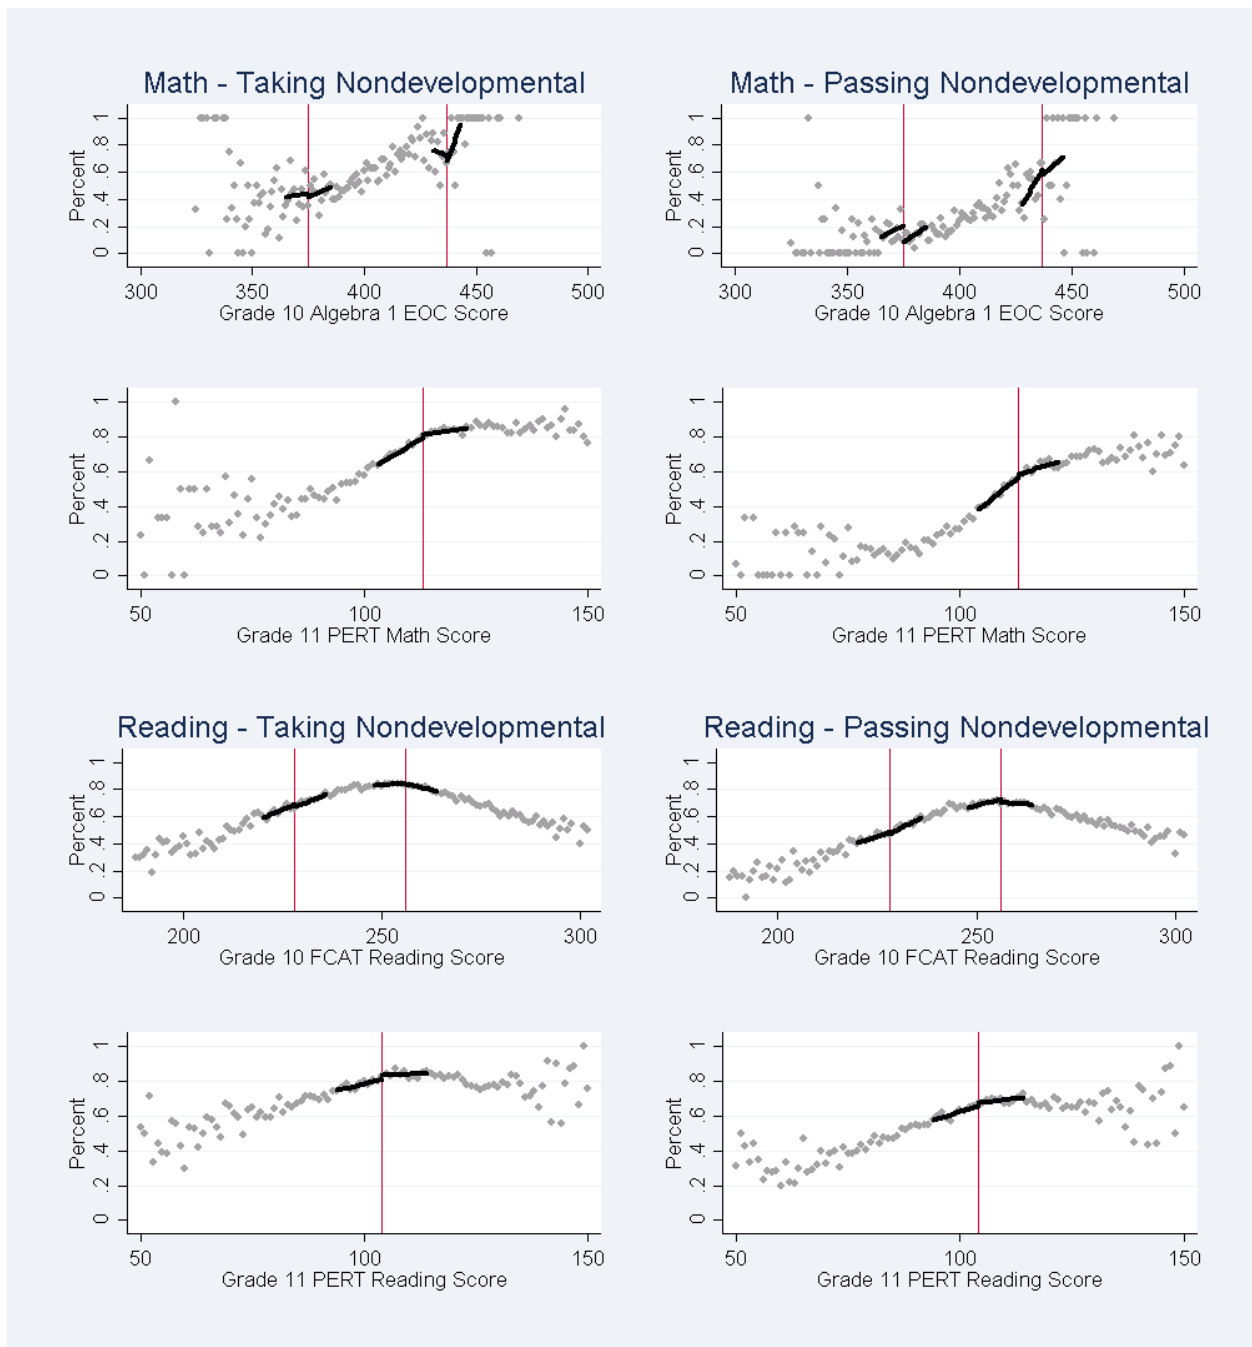 Math - Taking Nondevelopmental
Percent
0 .2 .4 .6 .8 1
300 350 400 450 500
Grade 10 Algebra 1 EOC Score
Math - Passing Nondevelopmental
Percent
0 .2 .4 .6 .8 1
300 350 400 450 500
Grade 10 Algebra 1 EOC Score
Percent
0 .2 .4 .6 .8 1
50 100 150
Grade 11 PERT Math Score
Percent
0 .2 .4 .6 .8 1
50 100 150
Grade 11 PERT Math Score
Reading - Taking Nondevelopmental
Percent
0 .2 .4 .6 .8 1
200 250 300
Grade 10 FCAT Reading Score
Reading - Passing Nondevelopmental
Percent
0 .2 .4 .6 .8 1
200 250 300
Grade 10 FCAT Reading Score
Percent
0 .2 .4 .6 .8 1
50 100 150
Grade 11 PERT Reading Score
Percent
0 .2 .4 .6 .8 1
50 100 150
Grade 11 PERT Reading Score